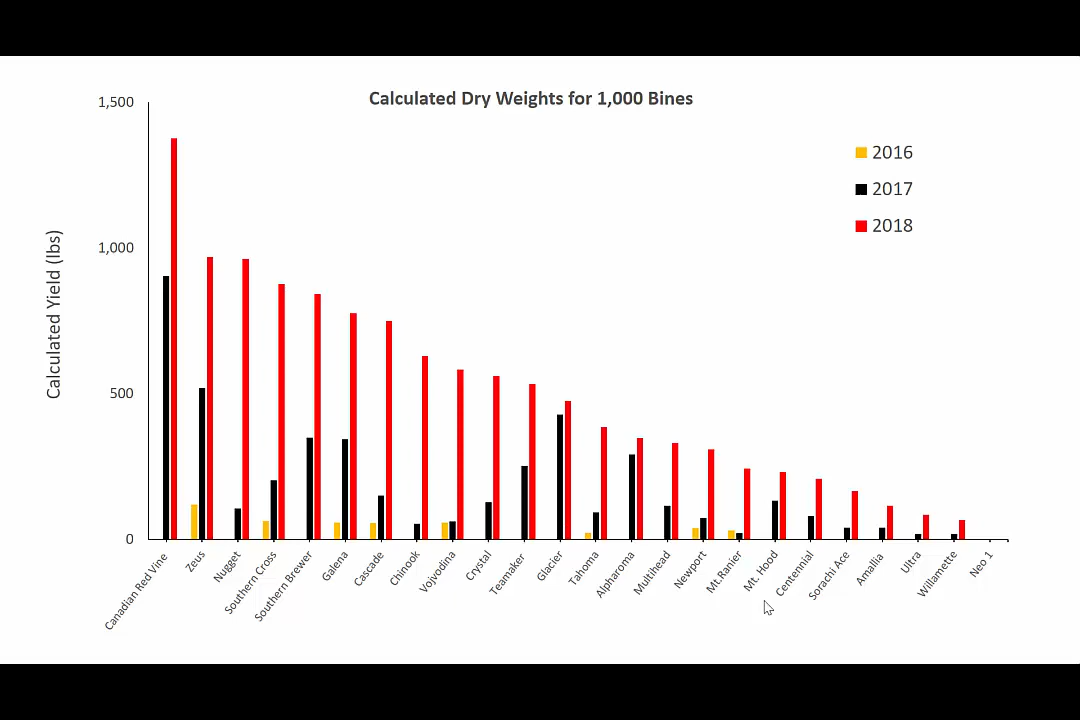 Calculated Dry Weights for 1,000 Bines
1,500
1,000
500
0
Calculated Yield (lbs)
2016
2017
2018
Canadian Red Vine
Zeus
Nugget
Southern Cross
Southern Brewer
Galena
Cascade
Chinook
Vojvodina
Crystal
Teamaker
Glacier
Tahoma
Alpharoma
Multihead
Newport
Mt.Ranier
Mt. Hood
Centennial
Sorachi Ace
Amallia
Ultra
Willamette
Neo 1